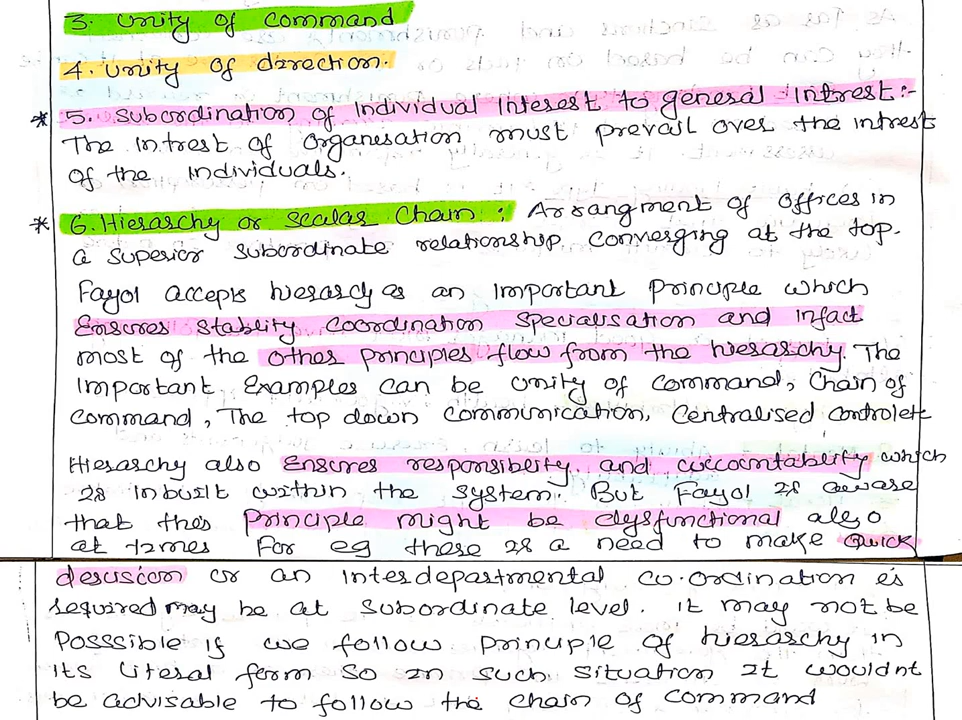 3. Unity of command
4. Unity of direction.
* 5. Subordination of Individual Interest to general Intrest :-
The Intrest of Organisation must prevail over the intrest
of the Individuals.
* 6. Hierarchy or Scalar Chain : Arrangment of Offices in
a superior subordinate relationship, converging at the top.
Fayol accepts hierarchy as an Important Principle which
Ensures Stablity Coordination Specialisation and Infact
most of the other principles flow from the hierarchy. The
Important Examples can be Unity of Command, Chain of
Command, The top down Communication, Centralised Control etc
Hierarchy also Ensures responsiblity and accountablity which
is Inbuilt within the System. But Fayol is aware
that this Principle might be dysfunctional also
at times For eg there is a need to make Quick
desision or an Interdepartmental co-ordination is
required may be at Subordinate level. it may not be
Posssible if we follow principle of hierarchy in
its literal form So in such situation it wouldnt
be advisable to follow the chain of Command